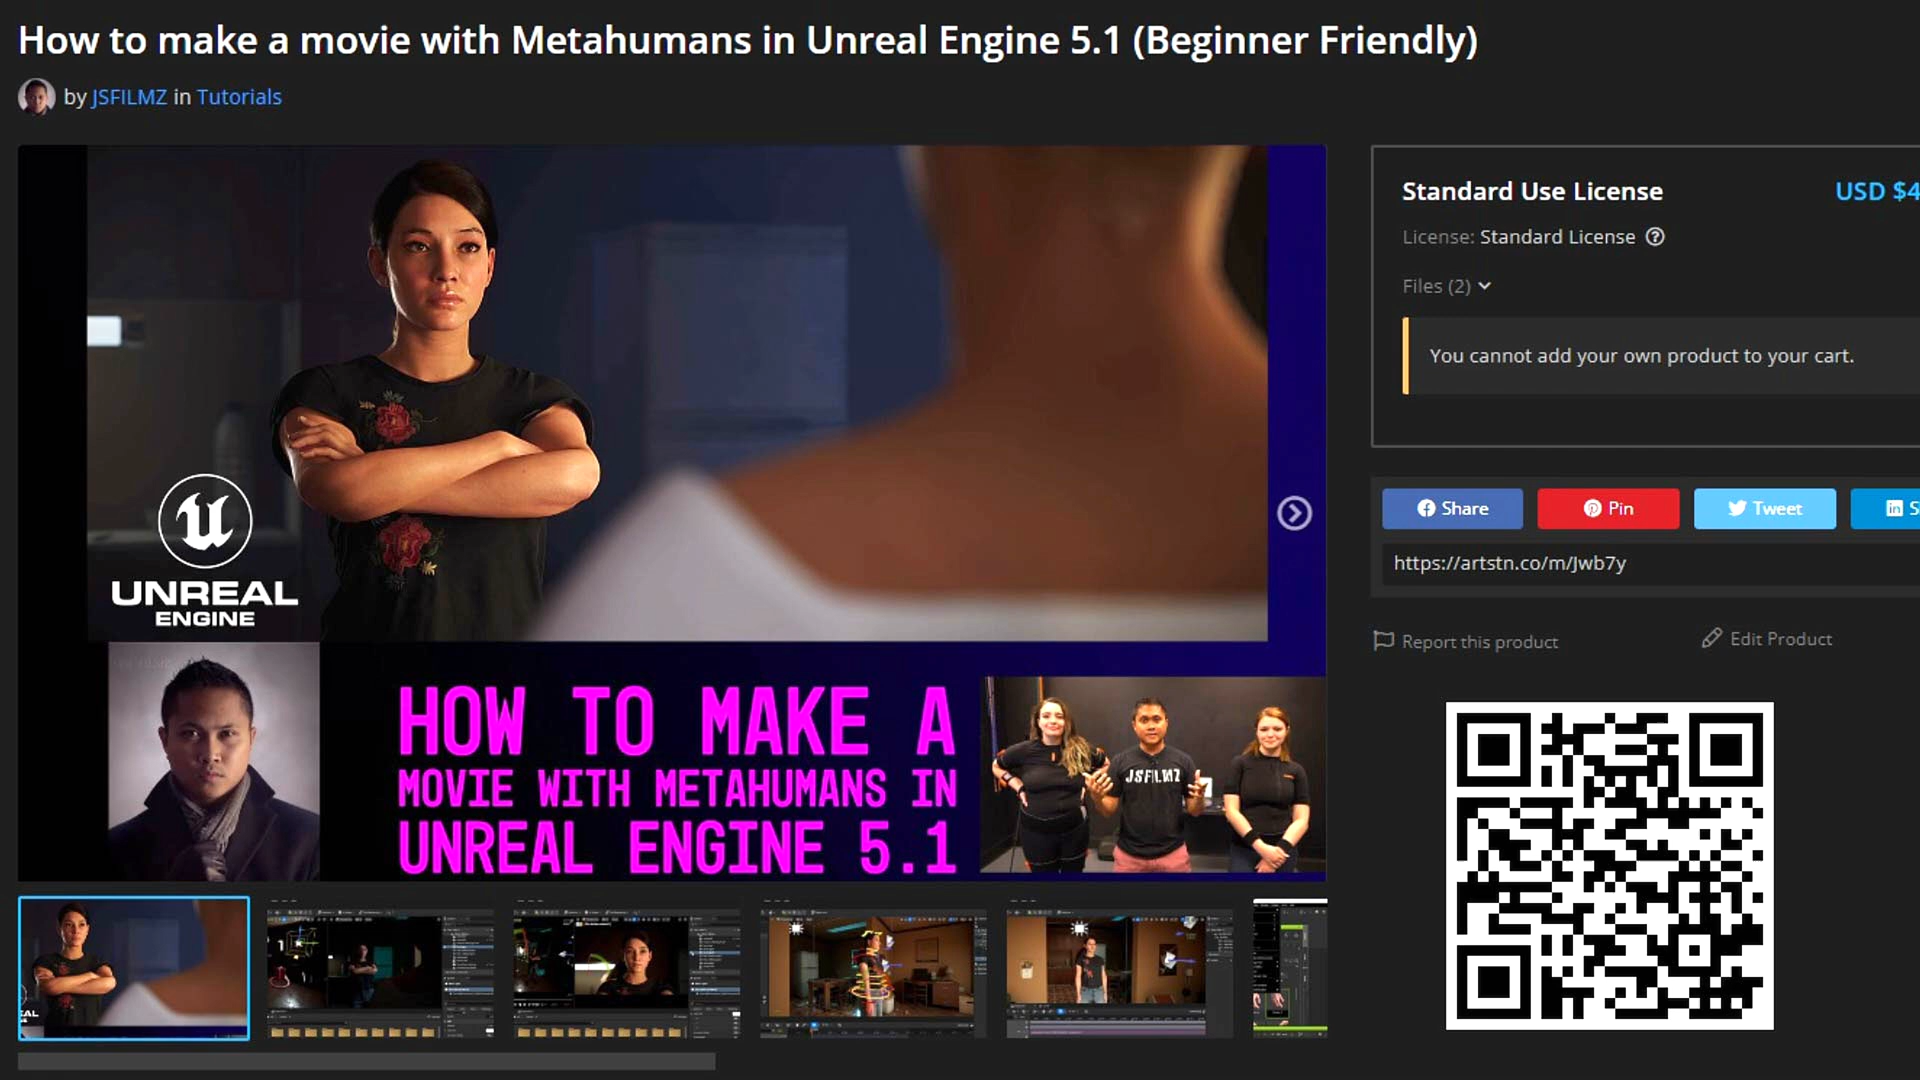 How to make a movie with Metahumans in Unreal Engine 5.1 (Beginner Friendly)
by JSFILMZ in Tutorials
UNREAL
ENGINE
HOW TO MAKE A
MOVIE WITH METAHUMANS IN
UNREAL ENGINE 5.1
JSFILMZ
Standard Use License
USD $4
License: Standard License
Files (2)
You cannot add your own product to your cart.
Share
Pin
Tweet
S
https://artstn.co/m/Jwb7y
Report this product
Edit Product